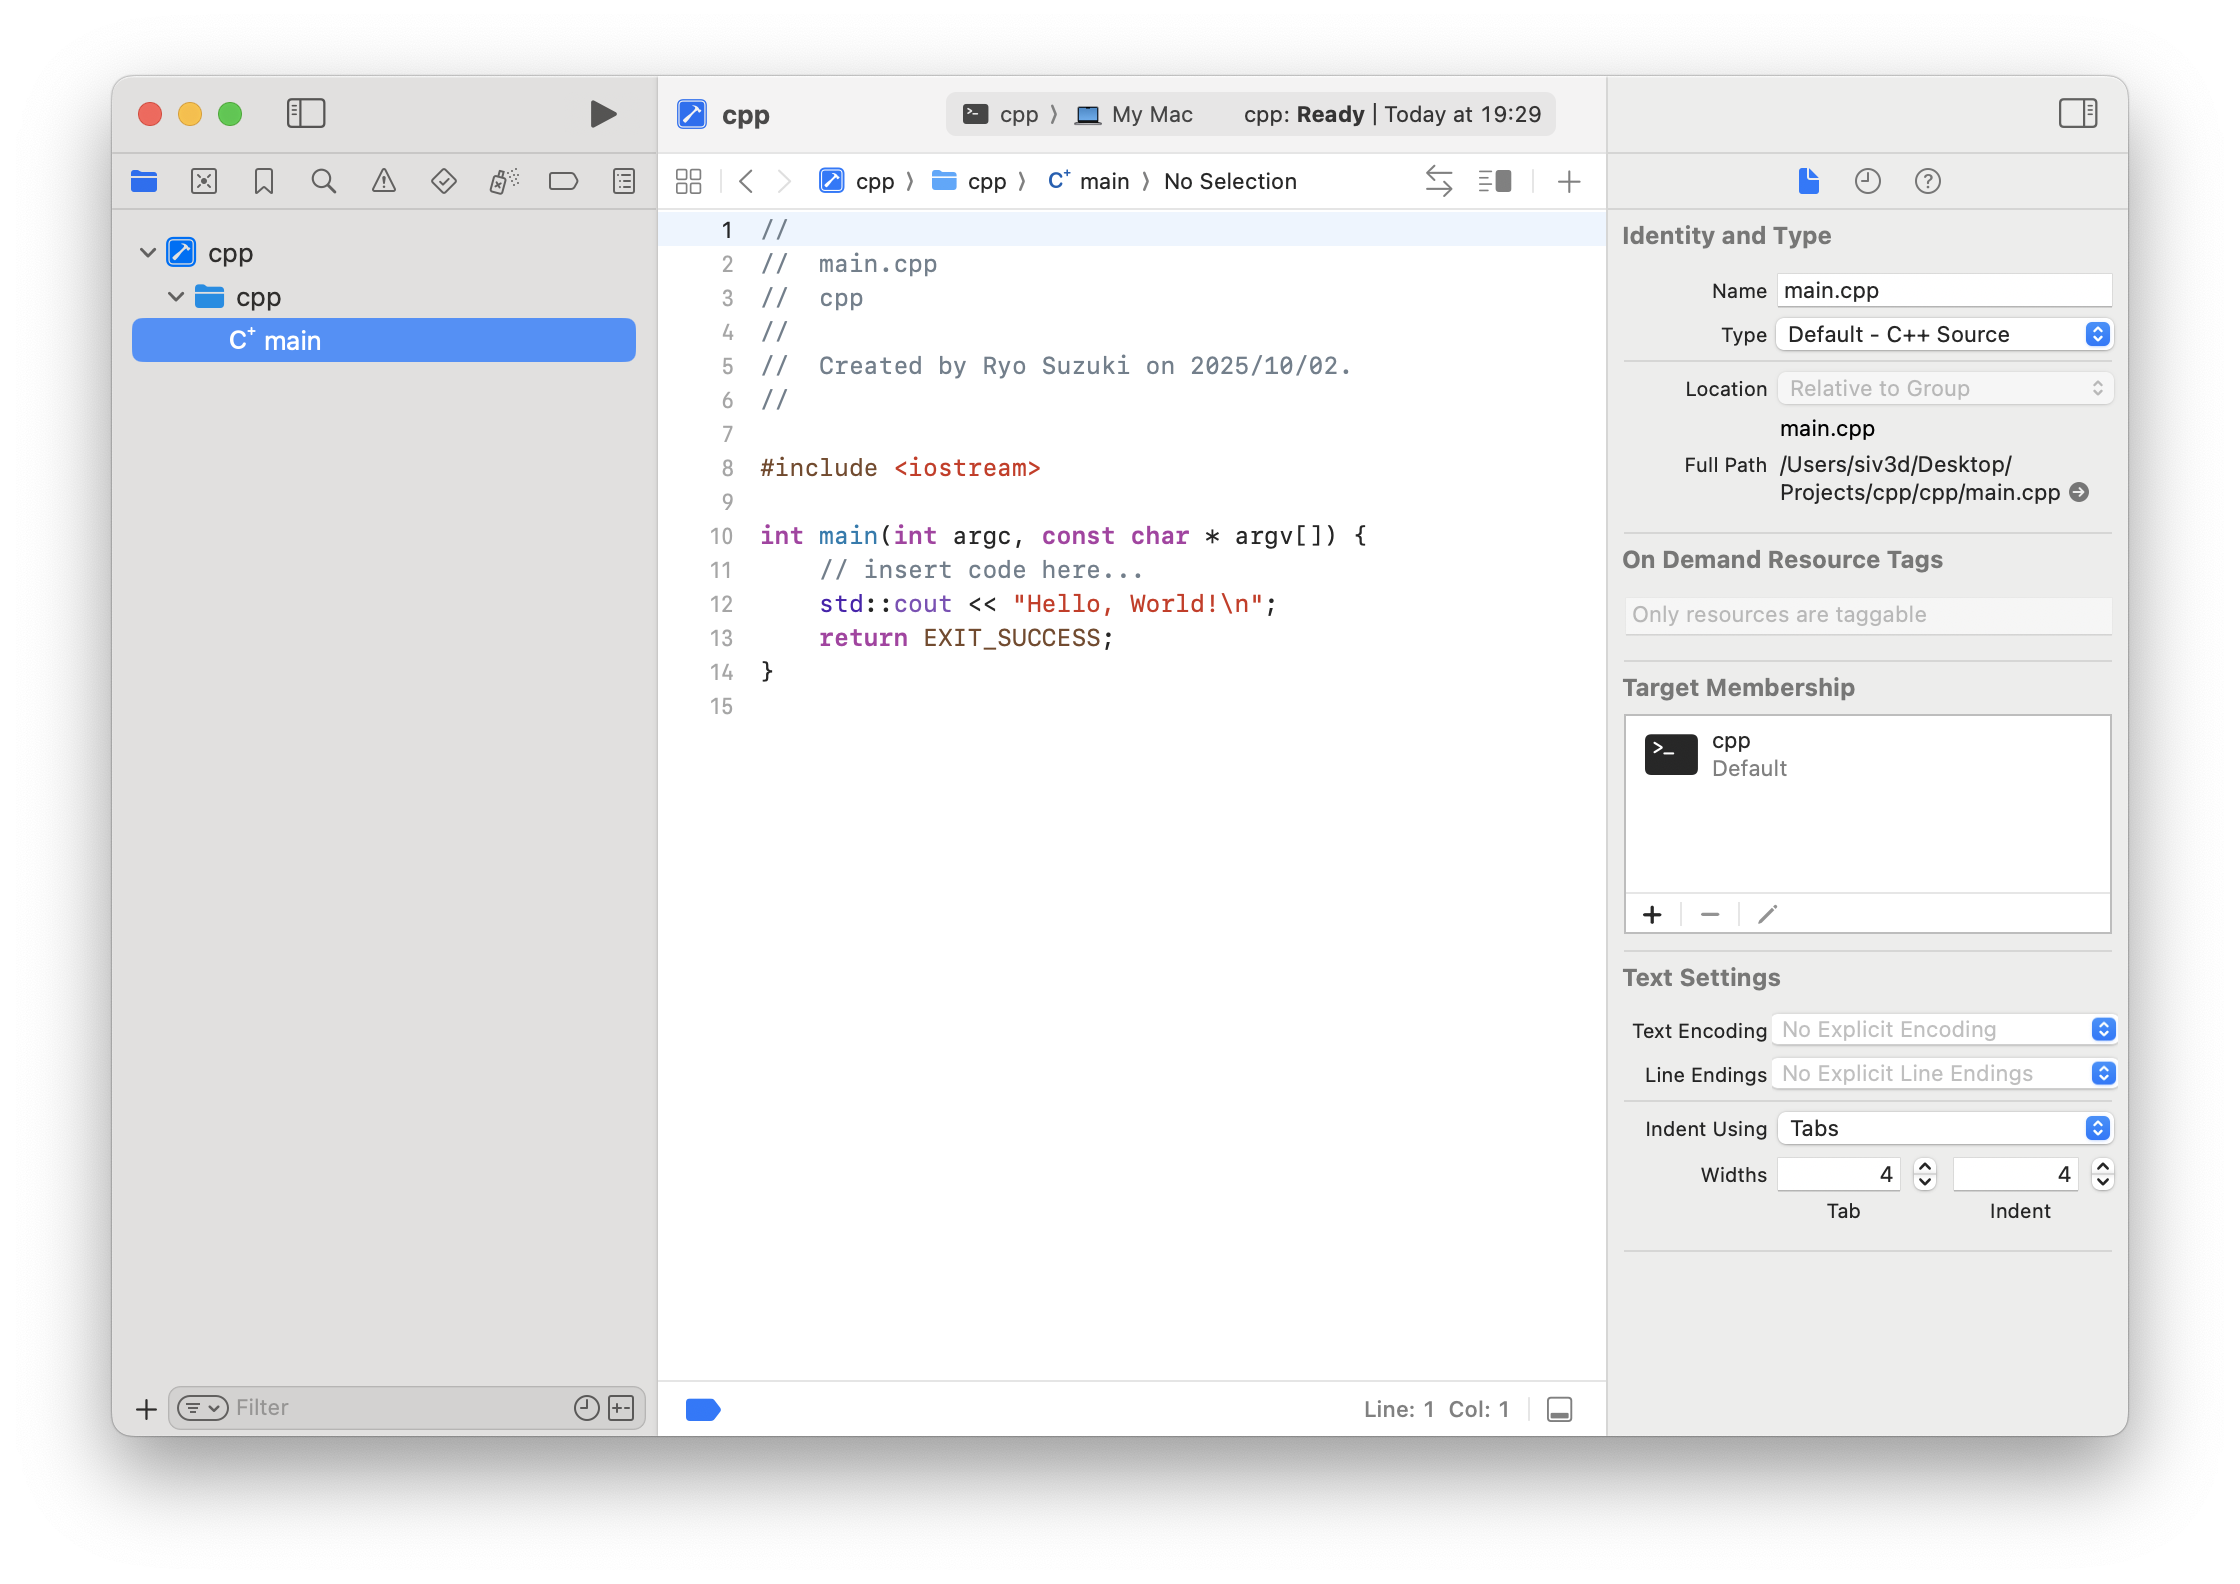 cpp
cpp 〉 My Mac
cpp: Ready | Today at 19:29
cpp 〉 cpp 〉 C+ main 〉 No Selection
cpp
cpp
C+ main
Filter
1 //
2 //  main.cpp
3 //  cpp
4 //
5 //  Created by Ryo Suzuki on 2025/10/02.
6 //
7
8 #include <iostream>
9
10 int main(int argc, const char * argv[]) {
11     // insert code here...
12     std::cout << "Hello, World!\n";
13     return EXIT_SUCCESS;
14 }
15
Line: 1  Col: 1
Identity and Type
Name main.cpp
Type Default - C++ Source
Location Relative to Group
main.cpp
Full Path /Users/siv3d/Desktop/
Projects/cpp/cpp/main.cpp
On Demand Resource Tags
Only resources are taggable
Target Membership
>_
cpp
Default
Text Settings
Text Encoding No Explicit Encoding
Line Endings No Explicit Line Endings
Indent Using Tabs
Widths 4 4
Tab Indent